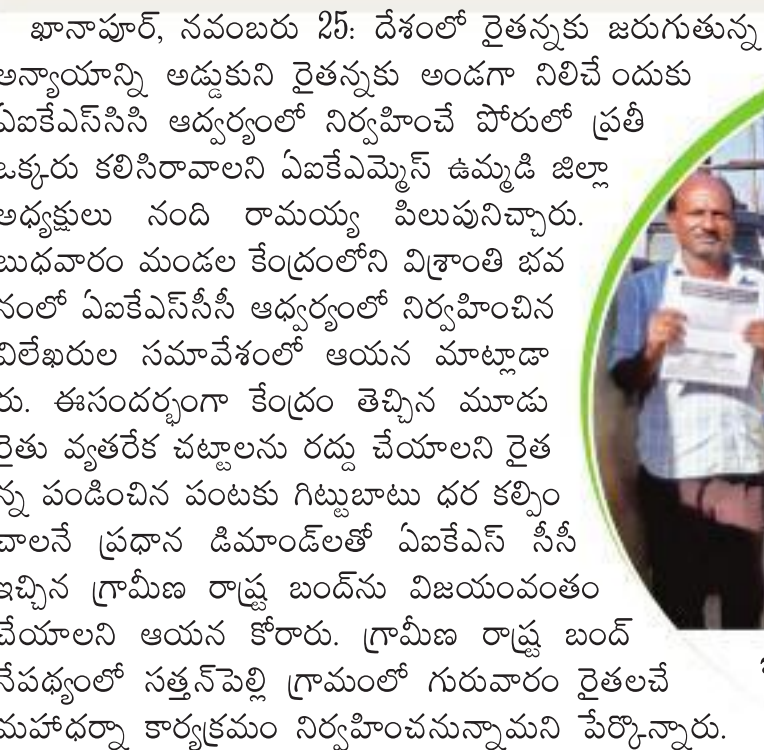 ఖానాపూర్, నవంబరు 25: దేశంలో రైతన్నకు జరుగుతున్న
అన్యాయాన్ని అడ్డుకుని రైతన్నకు అండగా నిలిచే ందుకు
ఏఐకేఎస్‌సిసి ఆద్వర్యంలో నిర్వహించే పోరులో ప్రతీ
ఒక్కరు కలిసిరావాలని ఏఐకేఎమ్మెస్ ఉమ్మడి జిల్లా
అధ్యక్షులు నంది రామయ్య పిలుపునిచ్చారు.
బుధవారం మండల కేంద్రంలోని విశ్రాంతి భవ
నంలో ఏఐకేఎస్‌సీసీ ఆధ్వర్యంలో నిర్వహించిన
విలేఖరుల సమావేశంలో ఆయన మాట్లాడా
రు. ఈసందర్భంగా కేంద్రం తెచ్చిన మూడు
రైతు వ్యతరేక చట్టాలను రద్దు చేయాలని రైత
న్న పండించిన పంటకు గిట్టుబాటు ధర కల్పిం
చాలనే ప్రధాన డిమాండ్‌లతో ఏఐకేఎస్ సీసీ
ఇచ్చిన గ్రామీణ రాష్ట్ర బంద్‌ను విజయంవంతం
చేయాలని ఆయన కోరారు. గ్రామీణ రాష్ట్ర బంద్
నేపథ్యంలో సత్తన్‌పెల్లి గ్రామంలో గురువారం రైతలచే
మహాధర్నా కార్యక్రమం నిర్వహించనున్నామని పేర్కొన్నారు.